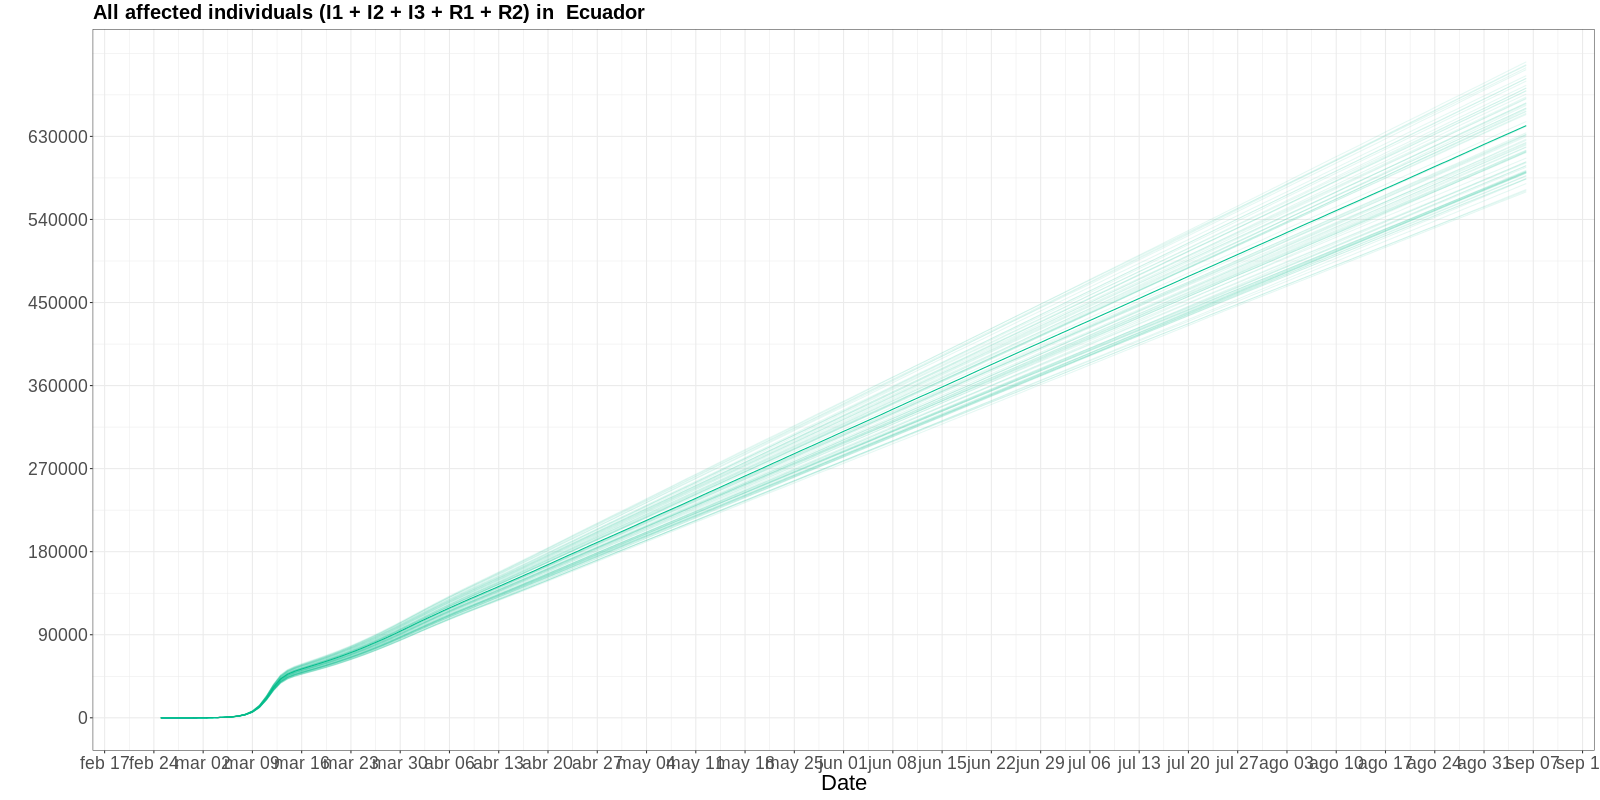 All affected individuals (I1 + I2 + I3 + R1 + R2) in  Ecuador
630000
540000
450000
360000
270000
180000
90000
0
feb 17 feb 24 mar 02 mar 09 mar 16 mar 23 mar 30 abr 06 abr 13 abr 20 abr 27 may 04 may 11 may 18 may 25 jun 01 jun 08 jun 15 jun 22 jun 29 jul 06 jul 13 jul 20 jul 27 ago 03 ago 10 ago 17 ago 24 ago 31 sep 07 sep 1
Date